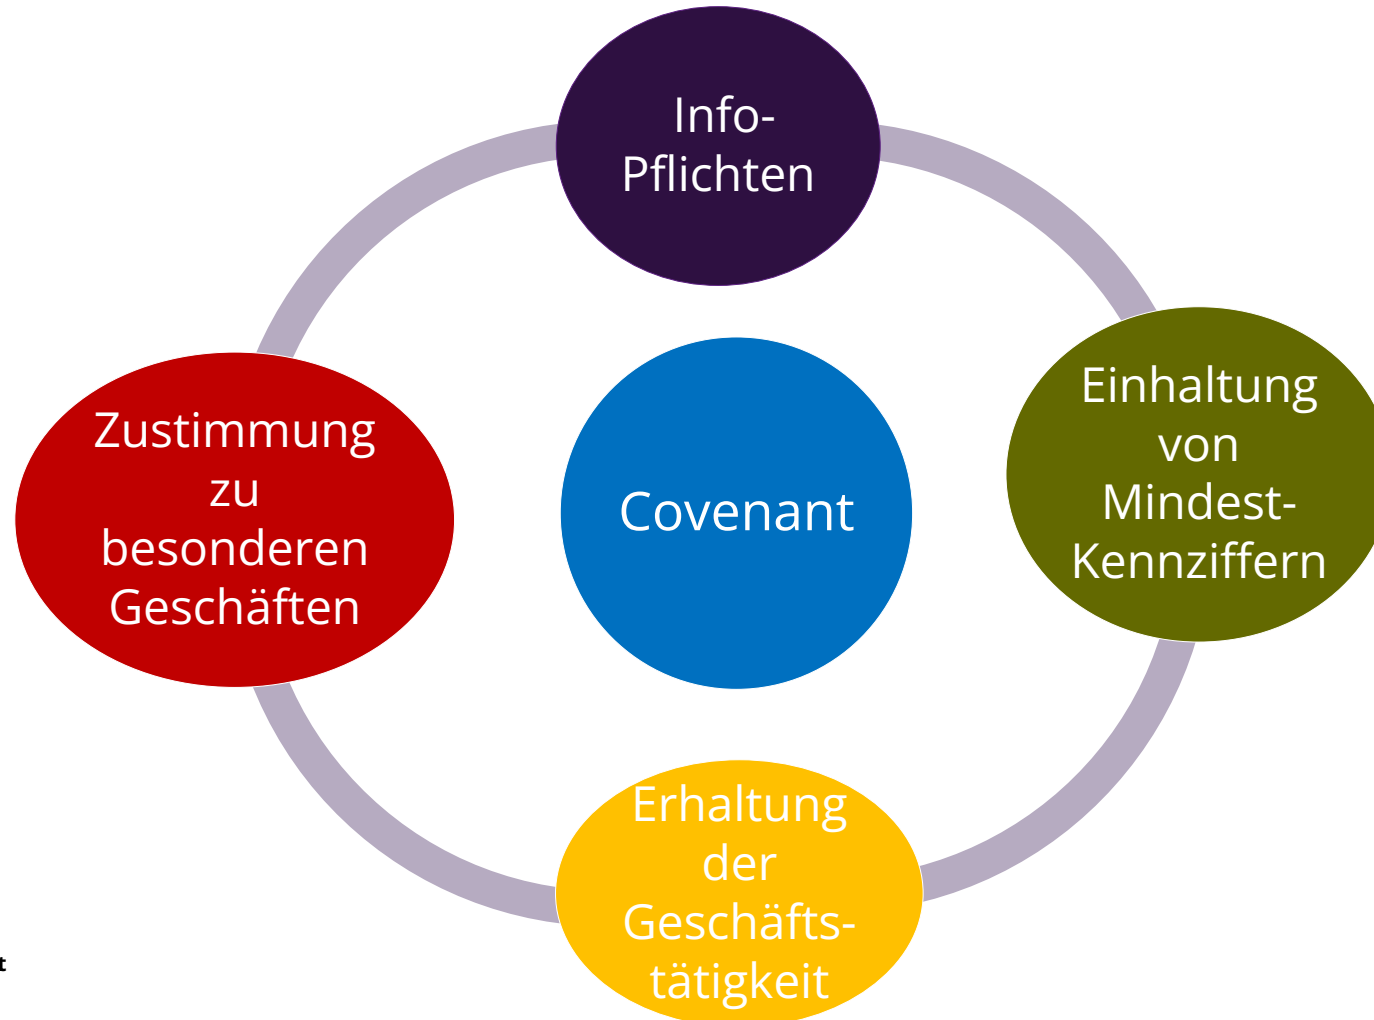 Info-
Pflichten
Einhaltung
von
Mindest-
Kennziffern
Zustimmung
zu
besonderen
Geschäften
Covenant
Erhaltung
der
Geschäfts-
tätigkeit
t